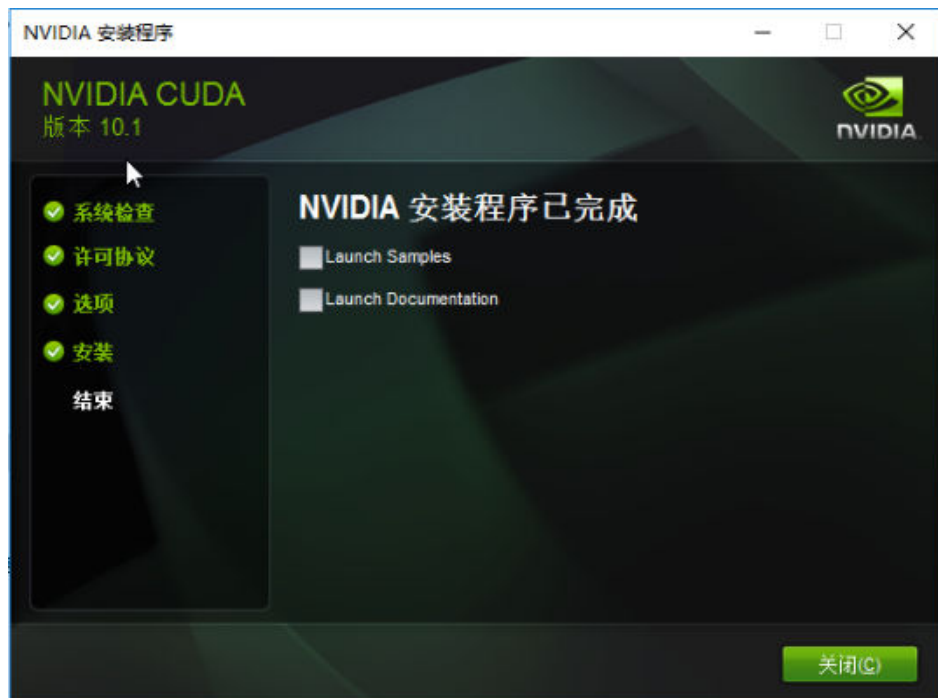 NVIDIA 安装程序
NVIDIA CUDA
版本 10.1
NVIDIA.
系统检查
许可协议
选项
安装
结束
NVIDIA 安装程序已完成
Launch Samples
Launch Documentation
关闭(C)